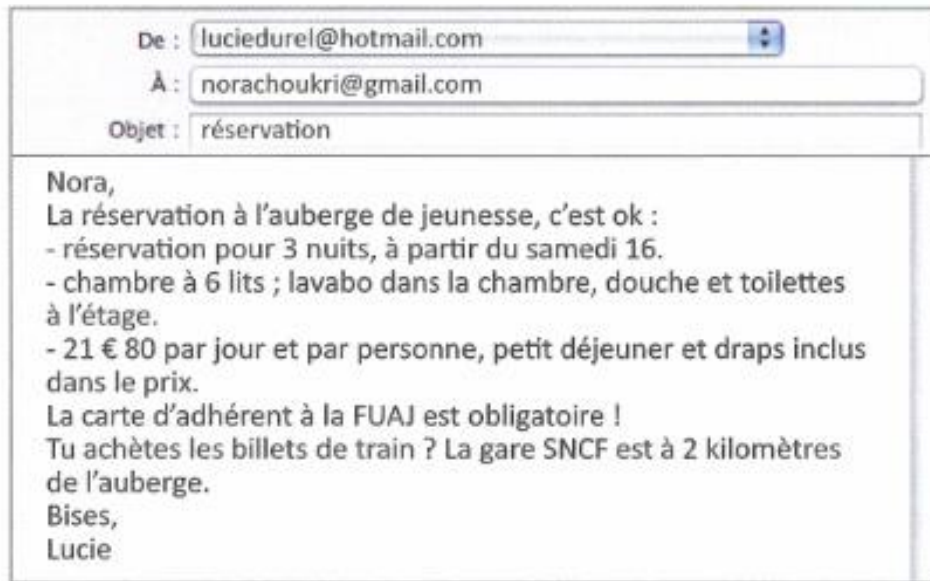 De : luciedurel@hotmail.com
À : norachoukri@gmail.com
Objet : réservation
Nora,
La réservation à l'auberge de jeunesse, c'est ok :
- réservation pour 3 nuits, à partir du samedi 16.
- chambre à 6 lits ; lavabo dans la chambre, douche et toilettes
à l'étage.
- 21 € 80 par jour et par personne, petit déjeuner et draps inclus
dans le prix.
La carte d'adhérent à la FUAJ est obligatoire !
Tu achètes les billets de train ? La gare SNCF est à 2 kilomètres
de l'auberge.
Bises,
Lucie